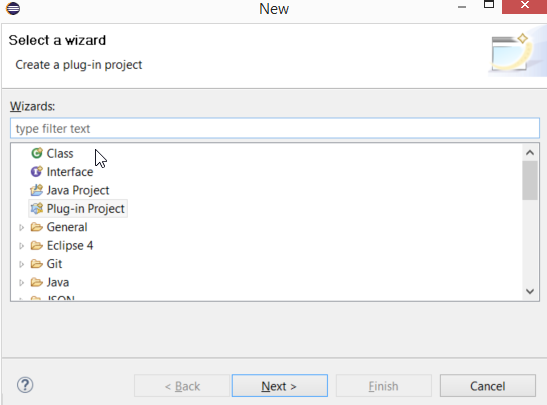 New
Select a wizard
Create a plug-in project
Wizards:
type filter text
Class
Interface
Java Project
Plug-in Project
General
Eclipse 4
Git
Java
JSON
< Back Next > Finish Cancel